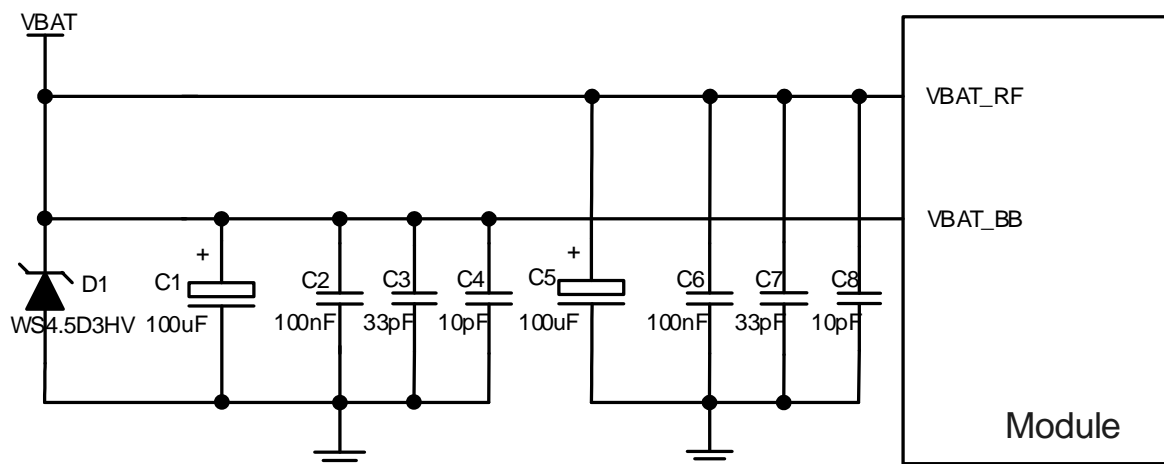 VBAT
VBAT_RF
VBAT_BB
+
+
D1
C1
C2
C3
C4
C5
C6
C7
C8
WS4.5D3HV
100uF
100nF
33pF
10pF
100uF
100nF
33pF
10pF
Module